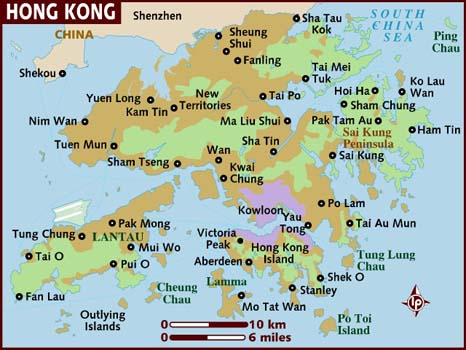 HONG KONG
Shenzhen
CHINA
Sha Tau
Kok
SOUTH
CHINA
SEA
Ping
Chau
Sheung
Shui
Fanling
Shekou
Tai Mei
Tuk
Hoi Ha
Ko Lau
Wan
Yuen Long
New
Territories
Tai Po
Sham Chung
Kam Tin
Nim Wan
Ma Liu Shui
Pak Tam Au
Ham Tin
Tuen Mun
Sha Tin
Sai Kung
Peninsula
Wan
Sai Kung
Sham Tseng
Kwai
Chung
Kowloon
Po Lam
Pak Mong
Yau
Tong
Tai Au Mun
Tung Chung
LANTAU
Victoria
Peak
Mui Wo
Hong Kong
Island
Tung Lung
Chau
Tai O
Pui O
Aberdeen
Shek O
Cheung
Chau
Lamma
Stanley
Fan Lau
Mo Tat Wan
Outlying
Islands
Po Toi
Island
LP
0 10 km
0 6 miles